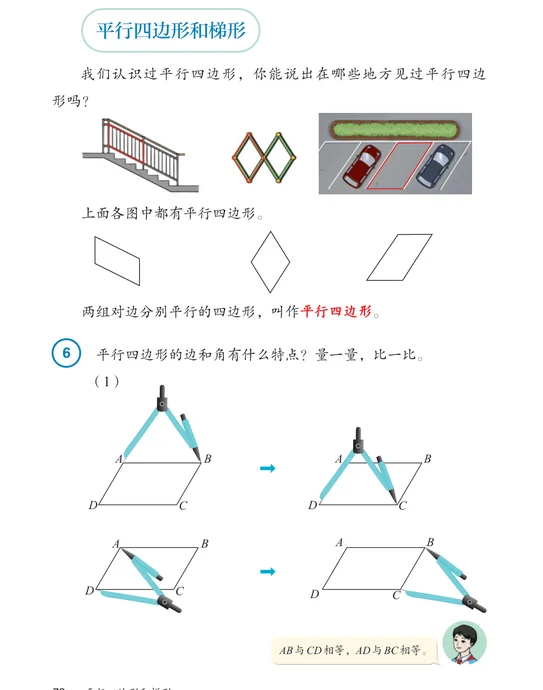 平行四边形和梯形
我们认识过平行四边形，你能说出在哪些地方见过平行四边
形吗？
上面各图中都有平行四边形。
两组对边分别平行的四边形，叫作平行四边形。
6 平行四边形的边和角有什么特点？量一量，比一比。
（1）
A B
D C
A B
D C
A B
D C
A B
D C
AB与CD相等，AD与BC相等。